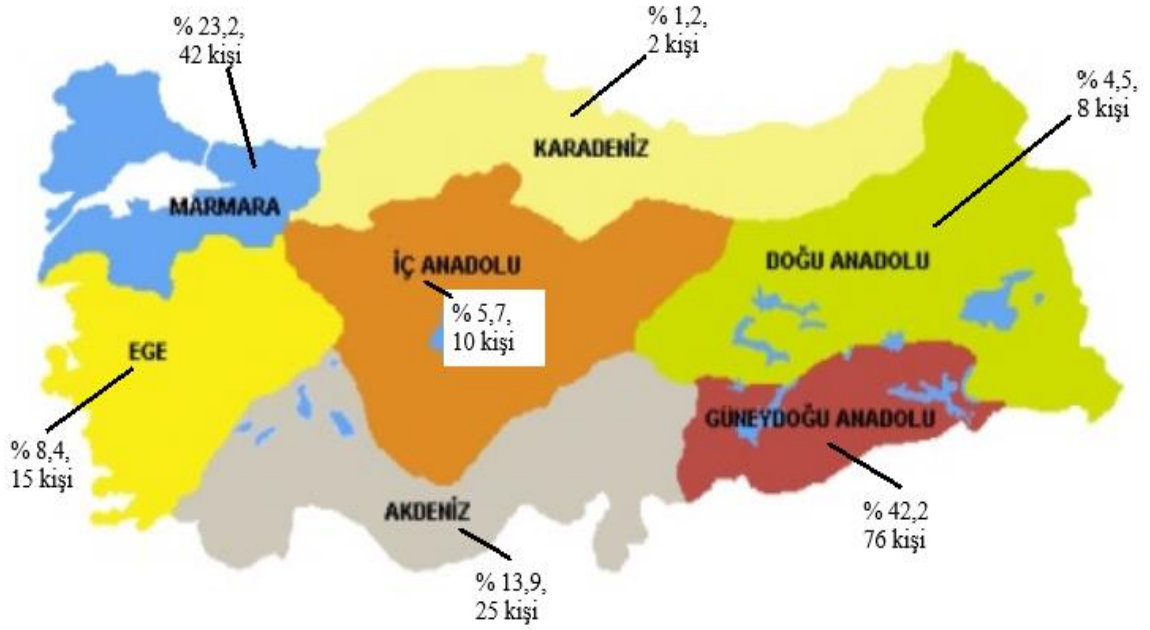 % 23,2,
42 kişi
% 1,2,
2 kişi
% 4,5,
8 kişi
KARADENİZ
MARMARA
İÇ ANADOLU
DOĞU ANADOLU
% 5,7,
10 kişi
EGE
GÜNEYDOĞU ANADOLU
% 8,4,
15 kişi
AKDENİZ
% 42,2
76 kişi
% 13,9,
25 kişi